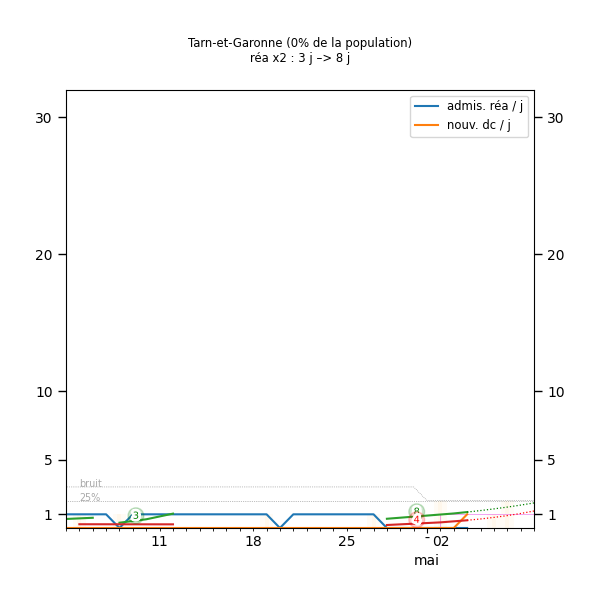 Tarn-et-Garonne (0% de la population)
réa x2 : 3 j –> 8 j
admis. réa / j
nouv. dc / j
30 30
20 20
10 10
5 5
bruit
25%
1 3 8 4 1
11 18 25 02
mai